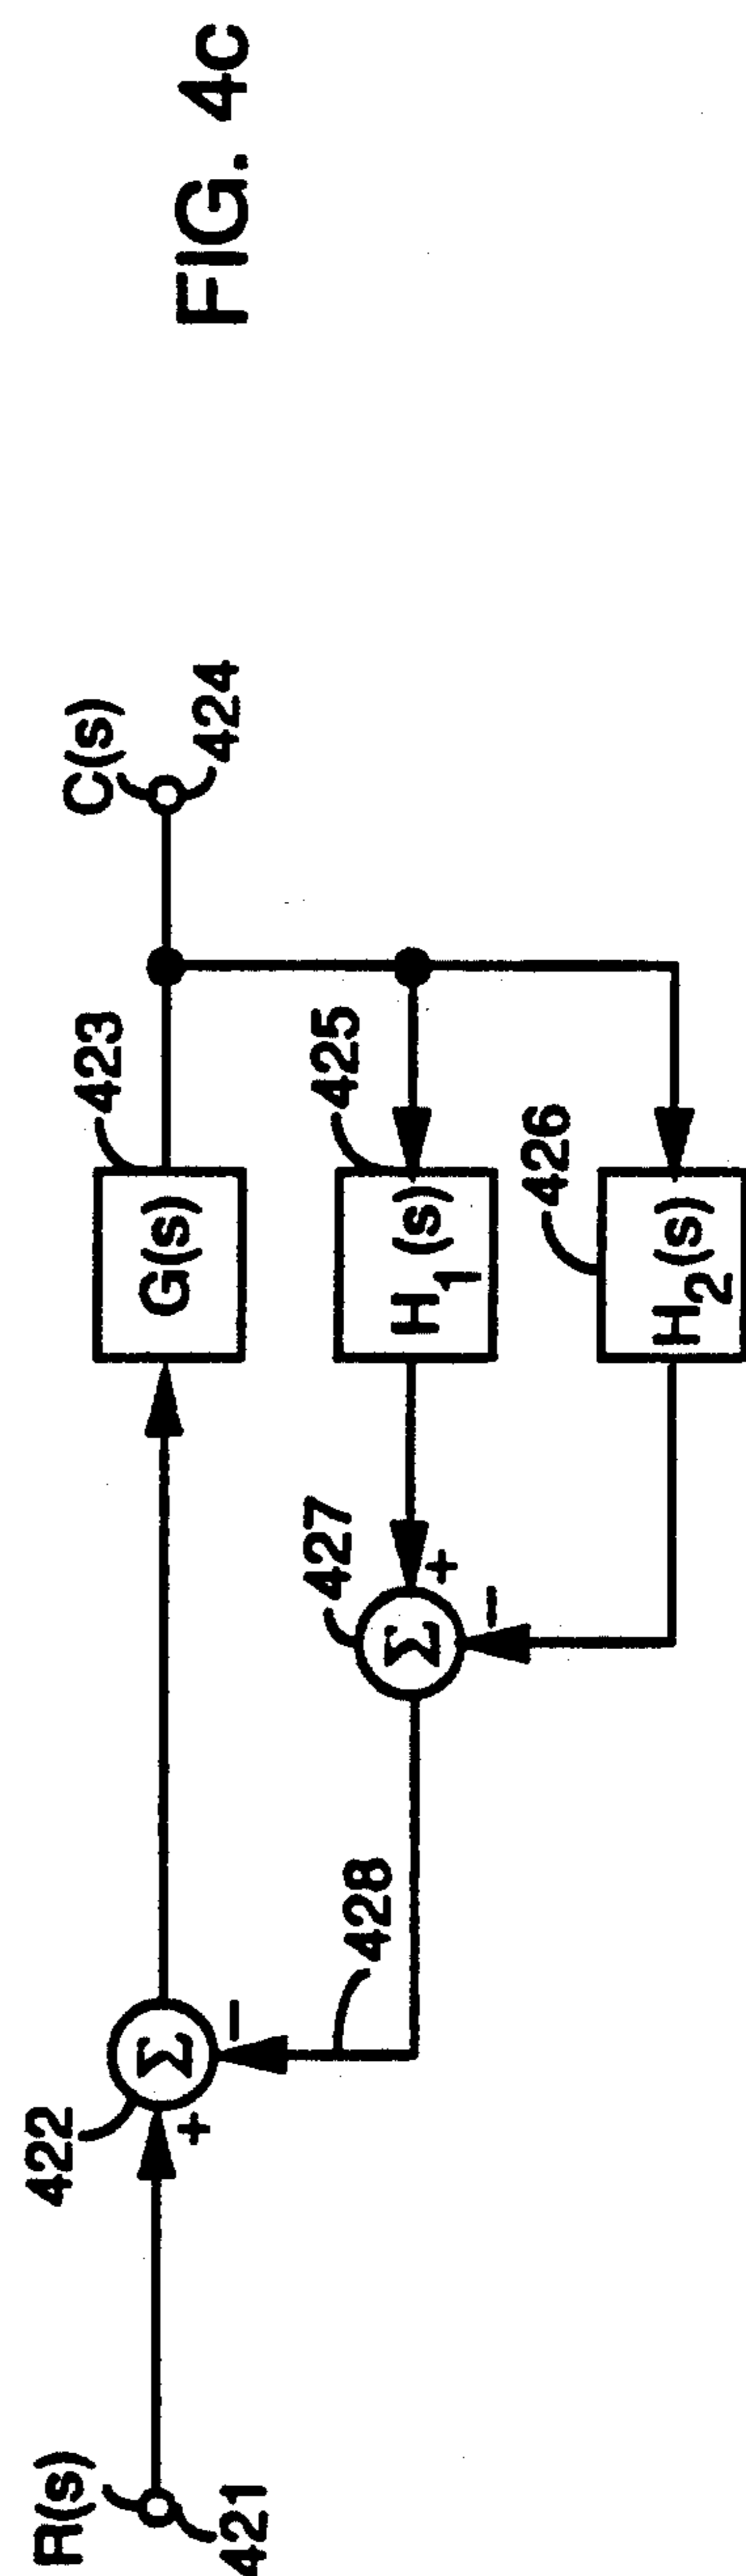 FIG. 4c
R(s)
421
422
+
Σ
−
G(s)
423
C(s)
424
428
427
Σ
+
−
H1(s)
425
H2(s)
426